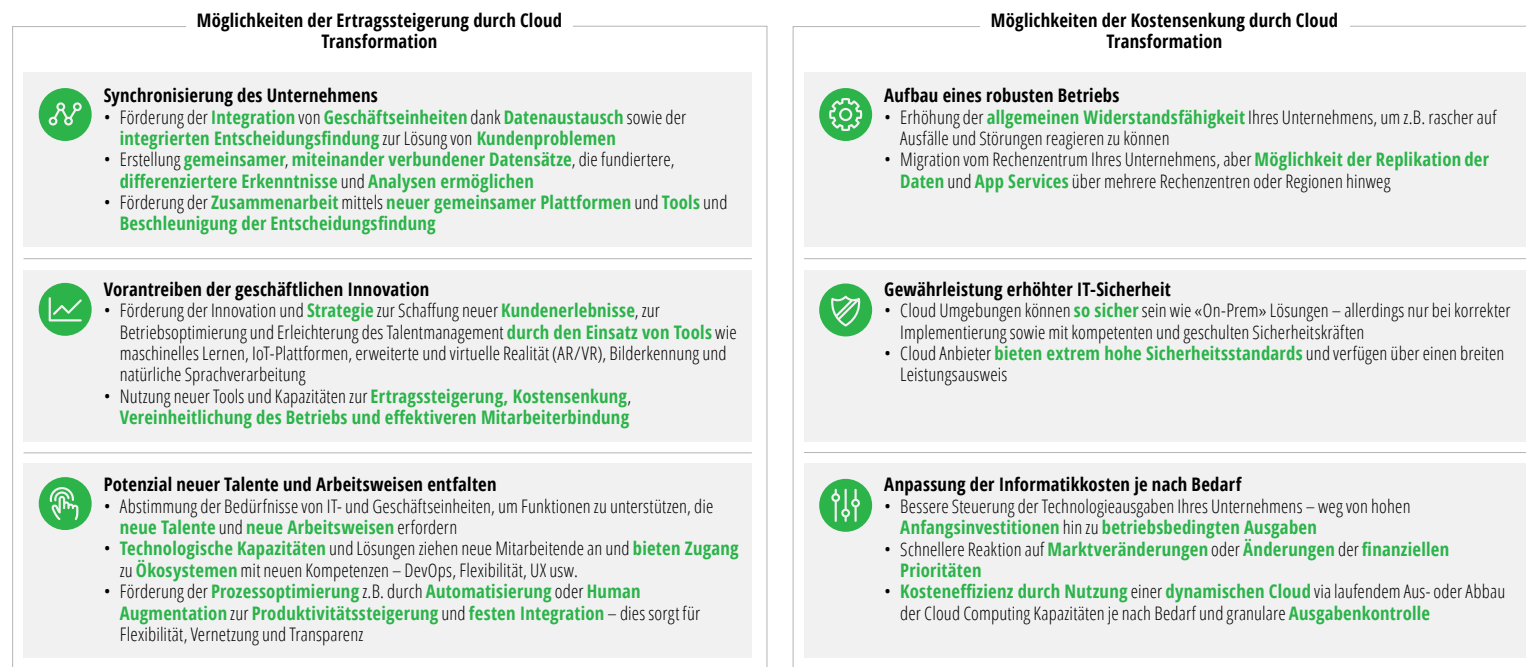 Möglichkeiten der Ertragssteigerung durch Cloud
Transformation
Synchronisierung des Unternehmens
• Förderung der Integration von Geschäftseinheiten dank Datenaustausch sowie der
integrierten Entscheidungsfindung zur Lösung von Kundenproblemen
• Erstellung gemeinsamer, miteinander verbundener Datensätze, die fundiertere,
differenziertere Erkenntnisse und Analysen ermöglichen
• Förderung der Zusammenarbeit mittels neuer gemeinsamer Plattformen und Tools und
Beschleunigung der Entscheidungsfindung
Vorantreiben der geschäftlichen Innovation
• Förderung der Innovation und Strategie zur Schaffung neuer Kundenerlebnisse, zur
Betriebsoptimierung und Erleichterung des Talentmanagement durch den Einsatz von Tools wie
maschinelles Lernen, IoT-Plattformen, erweiterte und virtuelle Realität (AR/VR), Bilderkennung und
natürliche Sprachverarbeitung
• Nutzung neuer Tools und Kapazitäten zur Ertragssteigerung, Kostensenkung,
Vereinheitlichung des Betriebs und effektiveren Mitarbeiterbindung
Potenzial neuer Talente und Arbeitsweisen entfalten
• Abstimmung der Bedürfnisse von IT- und Geschäftseinheiten, um Funktionen zu unterstützen, die
neue Talente und neue Arbeitsweisen erfordern
• Technologische Kapazitäten und Lösungen ziehen neue Mitarbeitende an und bieten Zugang
zu Ökosystemen mit neuen Kompetenzen – DevOps, Flexibilität, UX usw.
• Förderung der Prozessoptimierung z.B. durch Automatisierung oder Human
Augmentation zur Produktivitätssteigerung und festen Integration – dies sorgt für
Flexibilität, Vernetzung und Transparenz
Möglichkeiten der Kostensenkung durch Cloud
Transformation
Aufbau eines robusten Betriebs
• Erhöhung der allgemeinen Widerstandsfähigkeit Ihres Unternehmens, um z.B. rascher auf
Ausfälle und Störungen reagieren zu können
• Migration vom Rechenzentrum Ihres Unternehmens, aber Möglichkeit der Replikation der
Daten und App Services über mehrere Rechenzentren oder Regionen hinweg
Gewährleistung erhöhter IT-Sicherheit
• Cloud Umgebungen können so sicher sein wie «On-Prem» Lösungen – allerdings nur bei korrekter
Implementierung sowie mit kompetenten und geschulten Sicherheitskräften
• Cloud Anbieter bieten extrem hohe Sicherheitsstandards und verfügen über einen breiten
Leistungsausweis
Anpassung der Informatikkosten je nach Bedarf
• Bessere Steuerung der Technologieausgaben Ihres Unternehmens – weg von hohen
Anfangsinvestitionen hin zu betriebsbedingten Ausgaben
• Schnellere Reaktion auf Marktveränderungen oder Änderungen der finanziellen
Prioritäten
• Kosteneffizienz durch Nutzung einer dynamischen Cloud via laufendem Aus- oder Abbau
der Cloud Computing Kapazitäten je nach Bedarf und granulare Ausgabenkontrolle